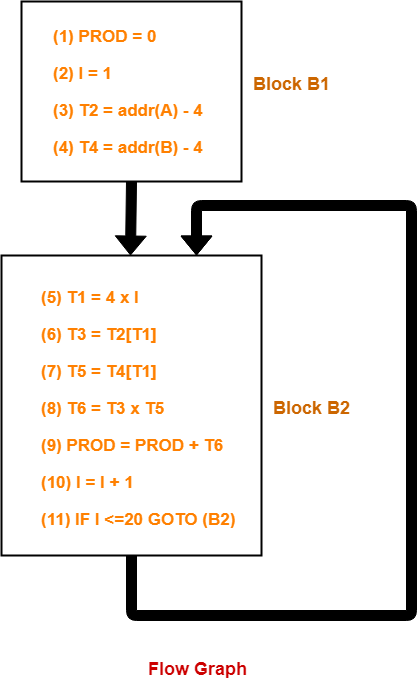 (1) PROD = 0
(2) I = 1
(3) T2 = addr(A) - 4
(4) T4 = addr(B) - 4
Block B1
(5) T1 = 4 x I
(6) T3 = T2[T1]
(7) T5 = T4[T1]
(8) T6 = T3 x T5
(9) PROD = PROD + T6
(10) I = I + 1
(11) IF I <=20 GOTO (B2)
Block B2
Flow Graph